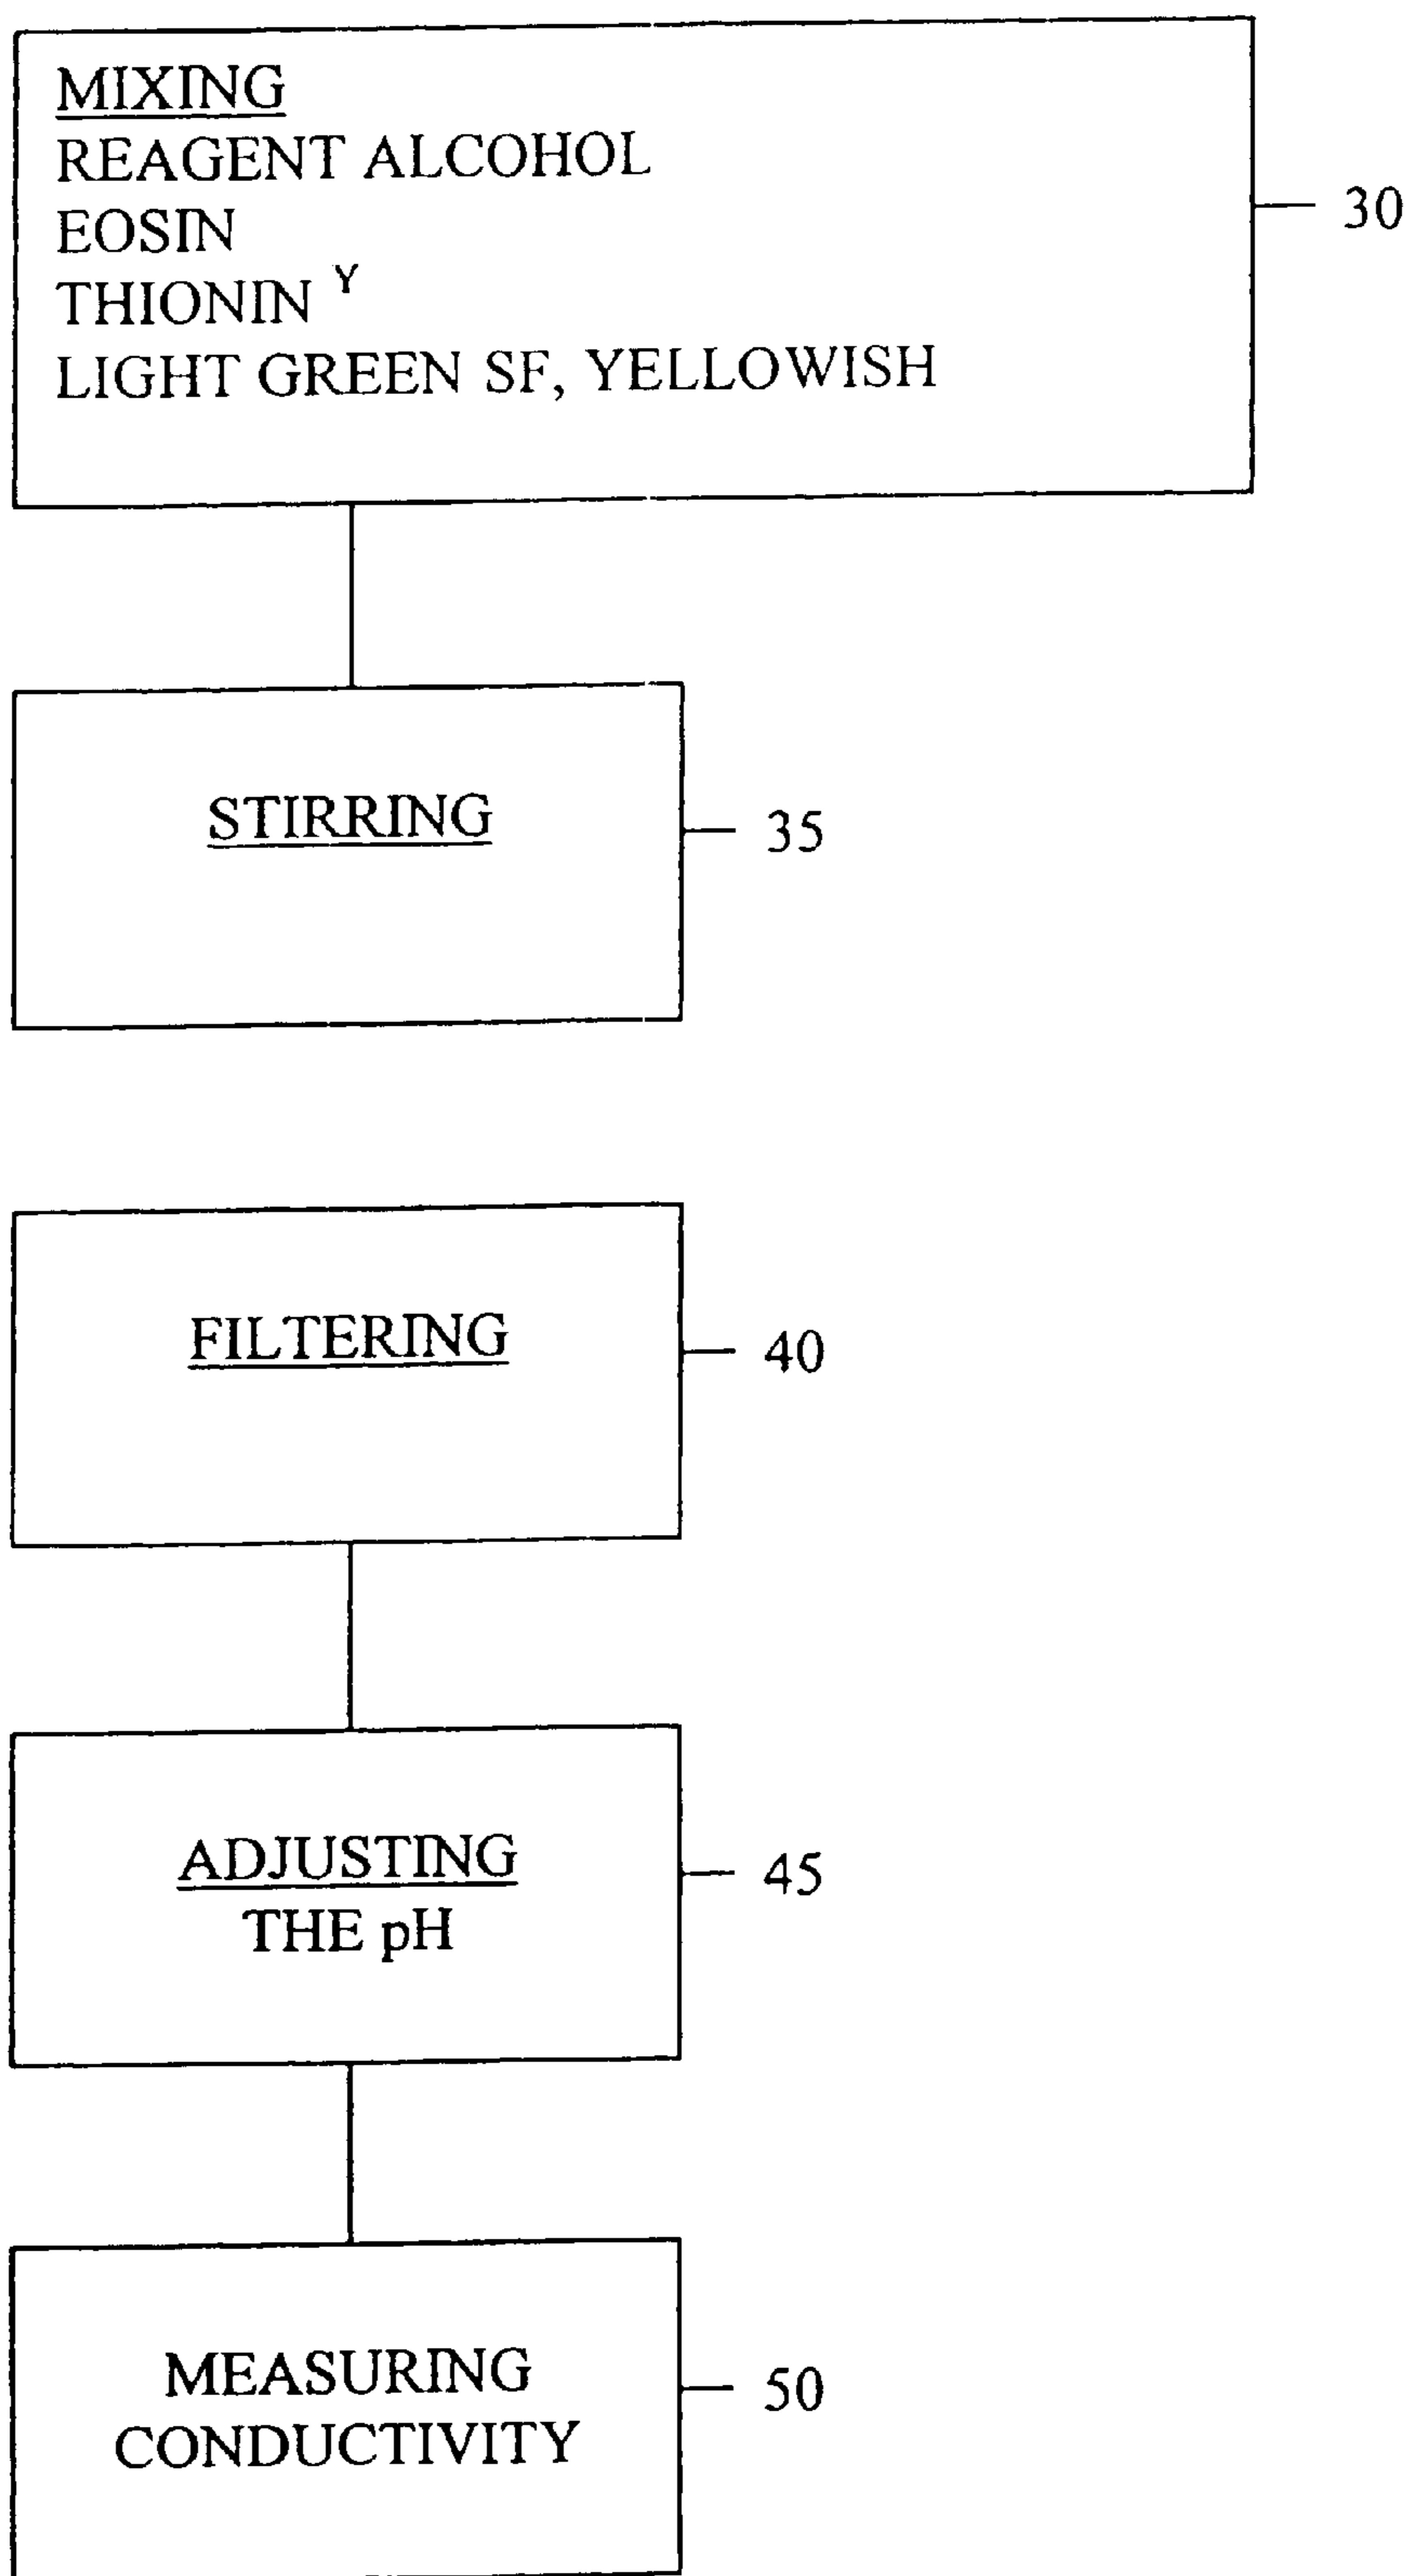 MIXING
REAGENT ALCOHOL
EOSIN
THIONIN Y
LIGHT GREEN SF, YELLOWISH
30
STIRRING
35
FILTERING
40
ADJUSTING
THE pH
45
MEASURING
CONDUCTIVITY
50